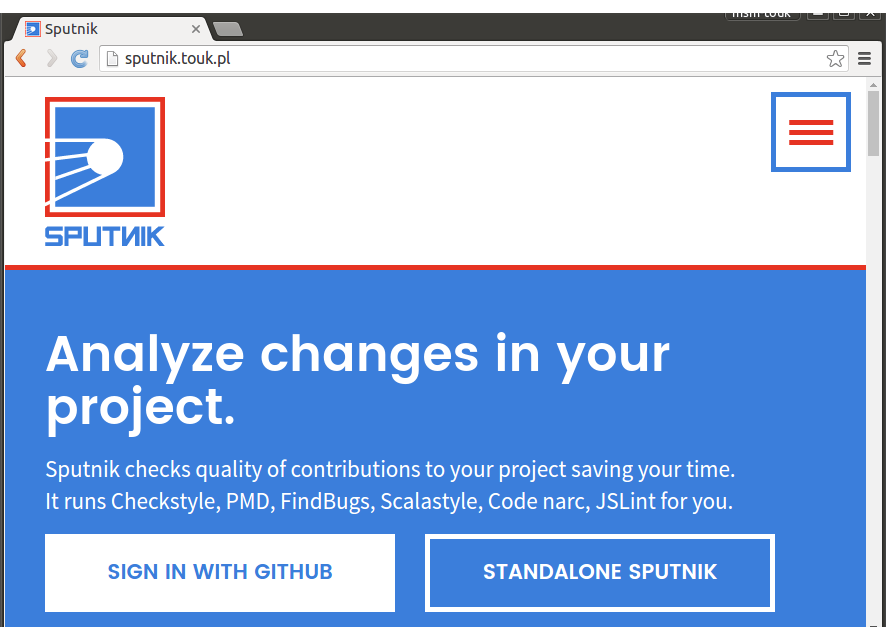 msm touk
Sputnik
sputnik.touk.pl
SPUTNIK
Analyze changes in your
project.
Sputnik checks quality of contributions to your project saving your time.
It runs Checkstyle, PMD, FindBugs, Scalastyle, Code narc, JSLint for you.
SIGN IN WITH GITHUB
STANDALONE SPUTNIK